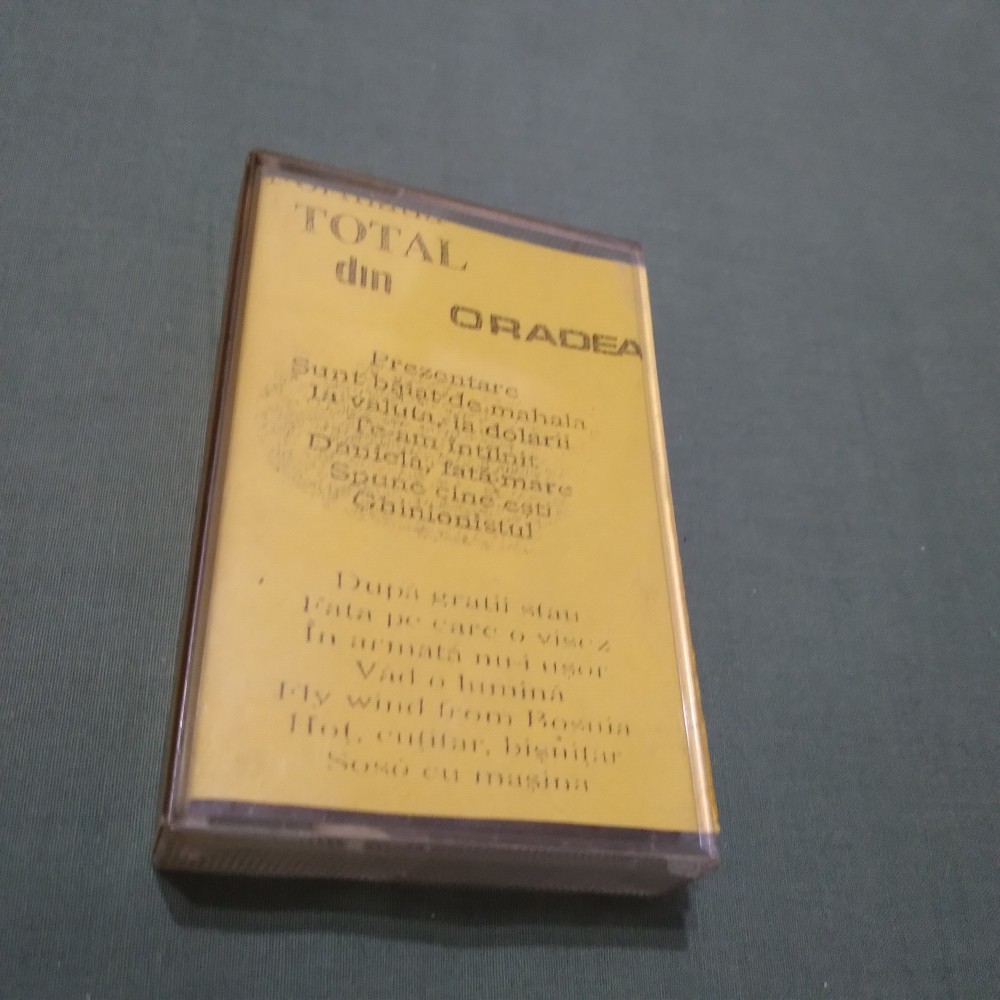 TOTAL
din
ORADEA
Prezentare
Sunt băiat de mahala
Ia valuta, ia dolarii
Te-am întîlnit
Daniela, fată mare
Spune cine ești
Ghinionistul
După gratii stau
Fata pe care o visez
În armată nu-i ușor
Văd o lumină
Fly wind from Bosnia
Hoț, cuțitar, bișnițar
Soso cu mașina